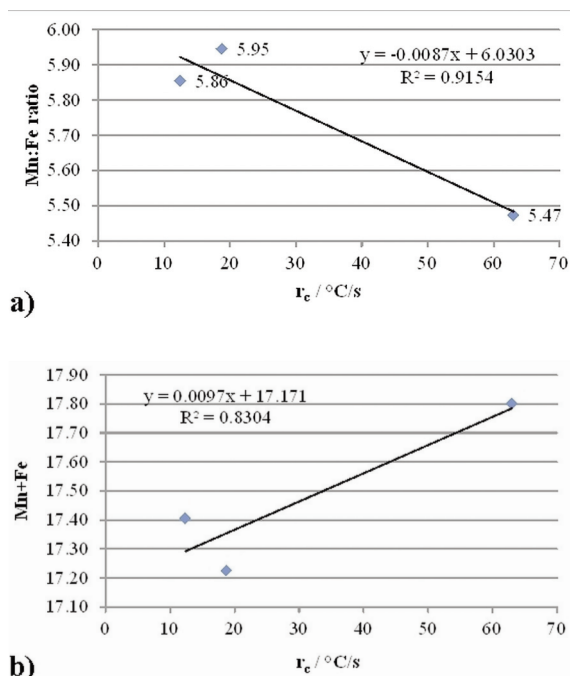 6.00
5.90
5.80
5.70
5.60
5.50
5.40
Mn:Fe ratio
5.95
5.86
5.47
y = -0.0087x + 6.0303
R² = 0.9154
0 10 20 30 40 50 60 70
r_c / °C/s
a)
17.90
17.80
17.70
17.60
17.50
17.40
17.30
17.20
17.10
Mn+Fe
y = 0.0097x + 17.171
R² = 0.8304
0 10 20 30 40 50 60 70
r_c / °C/s
b)